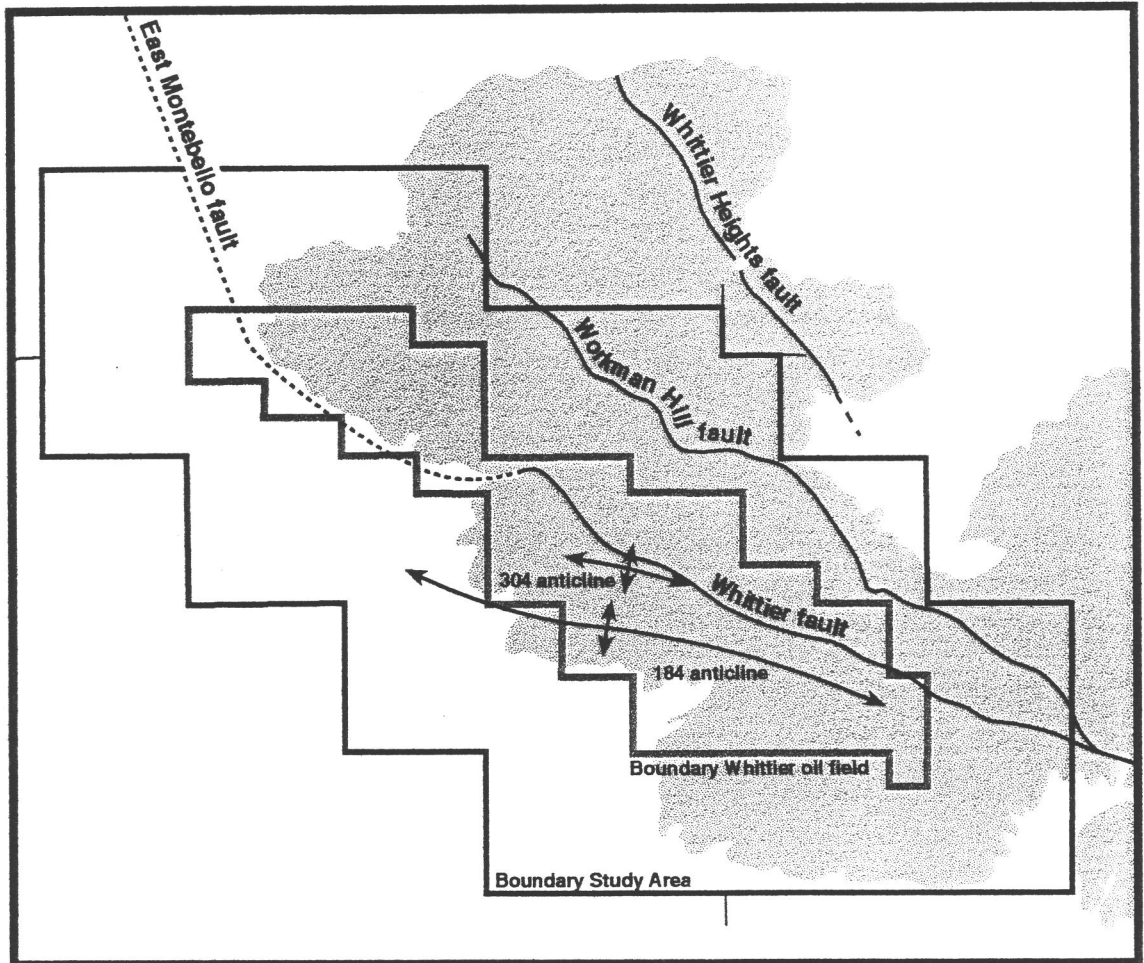 East Montebello fault
Whittier Heights fault
Workman Hill fault
304 anticline
Whittier fault
184 anticline
Boundary Whittier oil field
Boundary Study Area